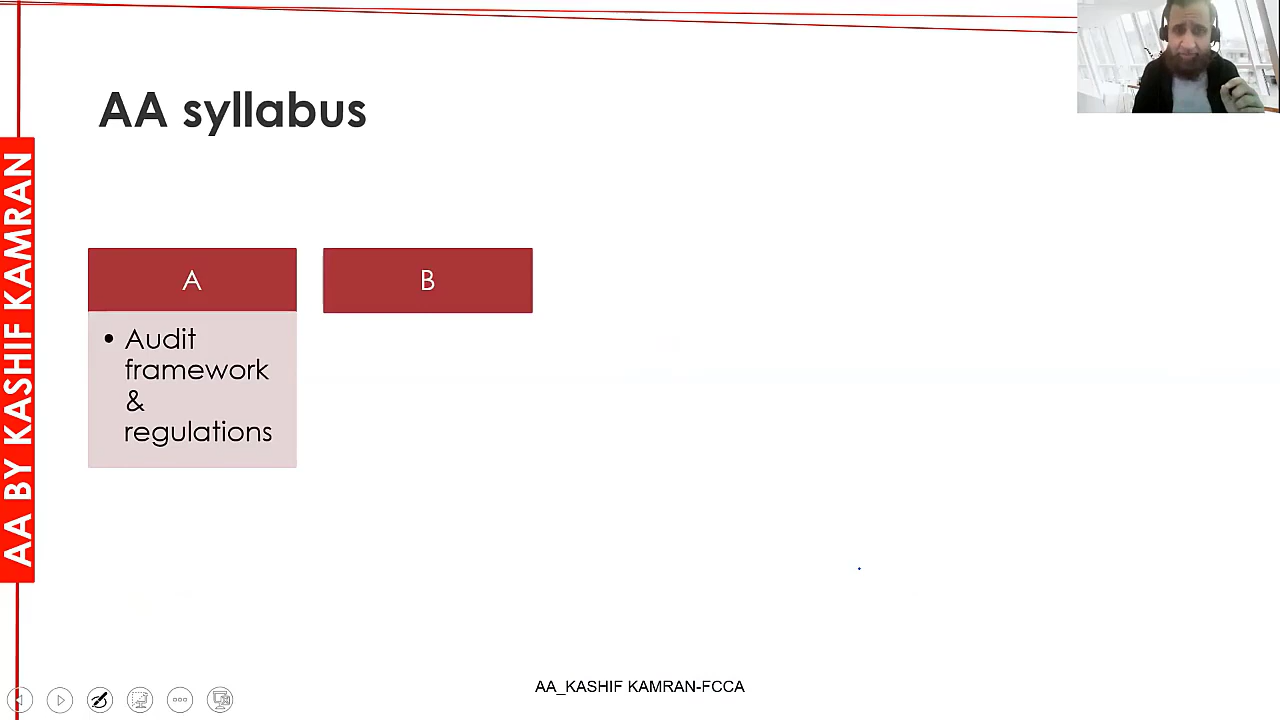 AA syllabus
A
B
• Audit
framework
&
regulations
AA BY KASHIF KAMRAN
AA_KASHIF KAMRAN-FCCA